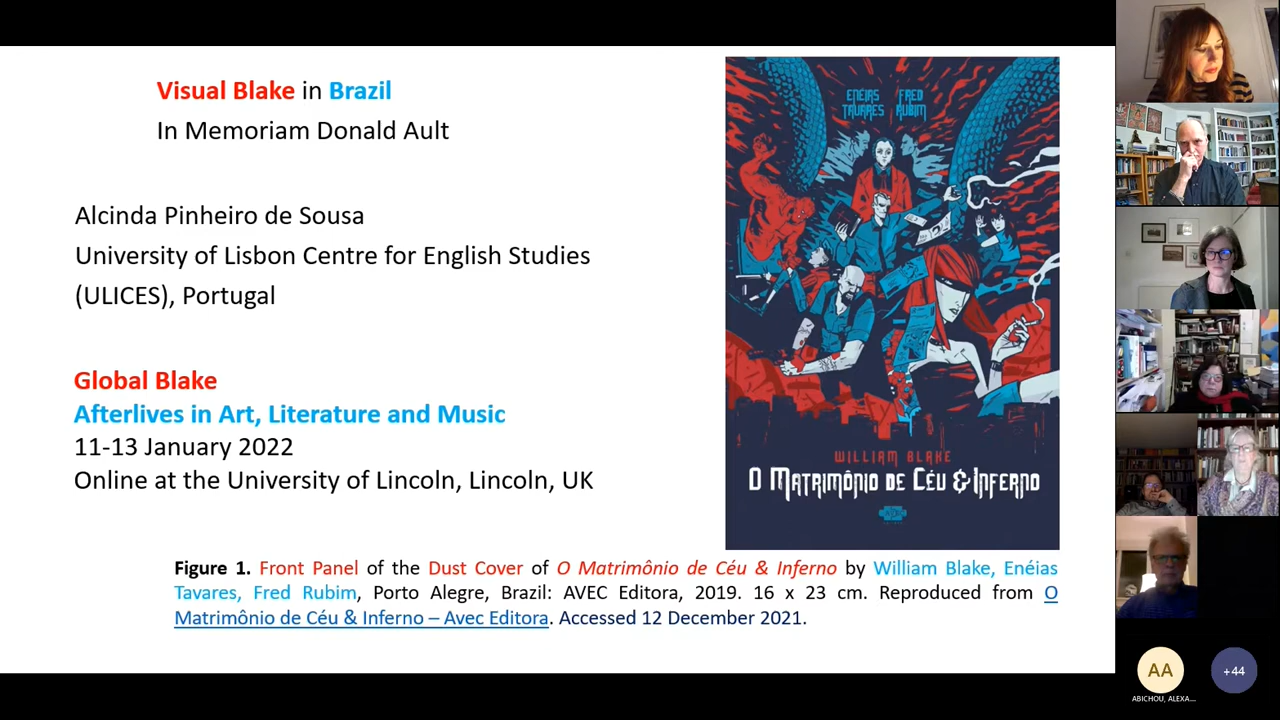 Visual Blake in Brazil
In Memoriam Donald Ault
Alcinda Pinheiro de Sousa
University of Lisbon Centre for English Studies
(ULICES), Portugal
Global Blake
Afterlives in Art, Literature and Music
11-13 January 2022
Online at the University of Lincoln, Lincoln, UK
ENÉIAS FRED
TAVARES RUBIM
WILLIAM BLAKE
O MATRIMÔNIO DE CÉU & INFERNO
Figure 1. Front Panel of the Dust Cover of O Matrimônio de Céu & Inferno by William Blake, Enéias
Tavares, Fred Rubim, Porto Alegre, Brazil: AVEC Editora, 2019. 16 x 23 cm. Reproduced from O
Matrimônio de Céu & Inferno – Avec Editora. Accessed 12 December 2021.
AA
+44
ABICHOU, ALEXA...